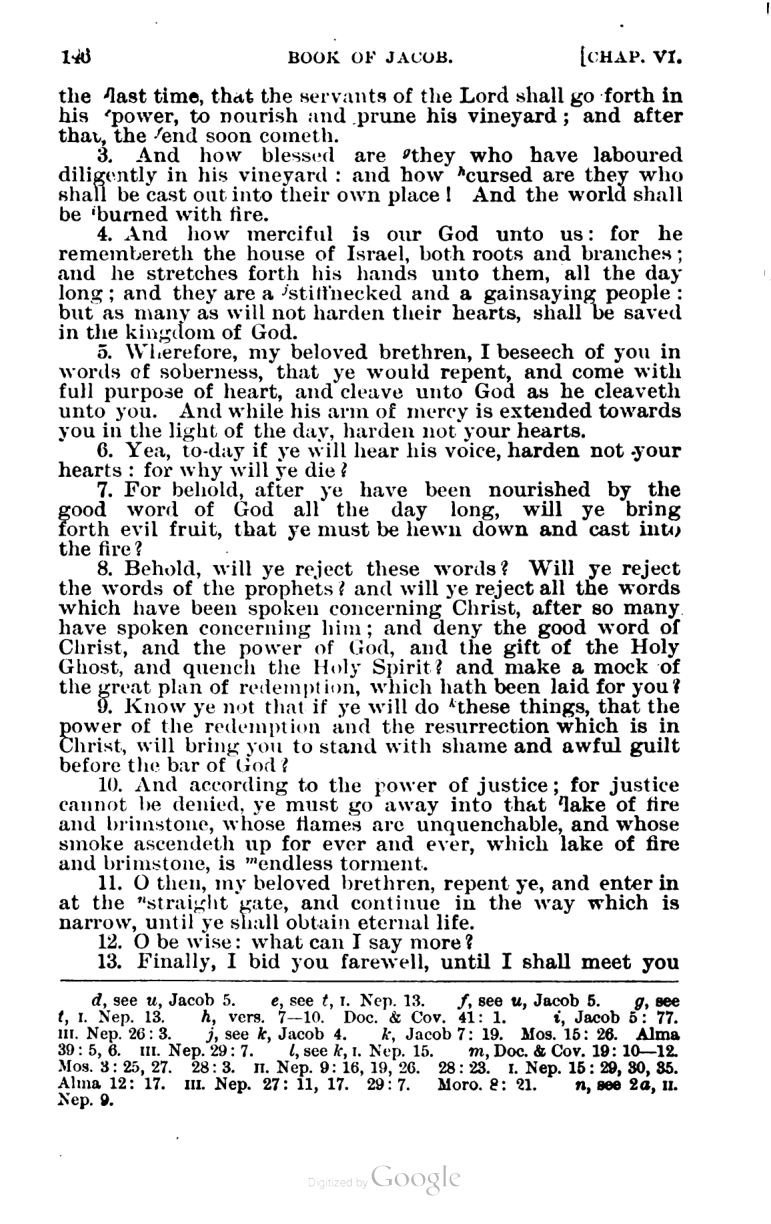 146 BOOK OF JACOB. [CHAP. VI.
the dlast time, that the servants of the Lord shall go forth in
his epower, to nourish and prune his vineyard; and after
that, the fend soon cometh.
3. And how blessed are gthey who have laboured
diligently in his vineyard: and how hcursed are they who
shall be cast out into their own place! And the world shall
be iburned with fire.
4. And how merciful is our God unto us: for he
remembereth the house of Israel, both roots and branches;
and he stretches forth his hands unto them, all the day
long; and they are a jstiffnecked and a gainsaying people:
but as many as will not harden their hearts, shall be saved
in the kingdom of God.
5. Wherefore, my beloved brethren, I beseech of you in
words of soberness, that ye would repent, and come with
full purpose of heart, and cleave unto God as he cleaveth
unto you. And while his arm of mercy is extended towards
you in the light of the day, harden not your hearts.
6. Yea, to-day if ye will hear his voice, harden not your
hearts: for why will ye die?
7. For behold, after ye have been nourished by the
good word of God all the day long, will ye bring
forth evil fruit, that ye must be hewn down and cast into
the fire?
8. Behold, will ye reject these words? Will ye reject
the words of the prophets? and will ye reject all the words
which have been spoken concerning Christ, after so many
have spoken concerning him; and deny the good word of
Christ, and the power of God, and the gift of the Holy
Ghost, and quench the Holy Spirit? and make a mock of
the great plan of redemption, which hath been laid for you?
9. Know ye not that if ye will do kthese things, that the
power of the redemption and the resurrection which is in
Christ, will bring you to stand with shame and awful guilt
before the bar of God?
10. And according to the power of justice; for justice
cannot be denied, ye must go away into that llake of fire
and brimstone, whose flames are unquenchable, and whose
smoke ascendeth up for ever and ever, which lake of fire
and brimstone, is mendless torment.
11. O then, my beloved brethren, repent ye, and enter in
at the nstraight gate, and continue in the way which is
narrow, until ye shall obtain eternal life.
12. O be wise: what can I say more?
13. Finally, I bid you farewell, until I shall meet you
d, see u, Jacob 5. e, see t, I. Nep. 13. f, see u, Jacob 5. g, see
t, I. Nep. 13. h, vers. 7—10. Doc. & Cov. 41: 1. i, Jacob 5: 77.
III. Nep. 26: 3. j, see k, Jacob 4. k, Jacob 7: 19. Mos. 15: 26. Alma
39: 5, 6. III. Nep. 29: 7. l, see k, I. Nep. 15. m, Doc. & Cov. 19: 10—12.
Mos. 3: 25, 27. 28: 3. II. Nep. 9: 16, 19, 26. 28: 23. I. Nep. 15: 29, 30, 35.
Alma 12: 17. III. Nep. 27: 11, 17. 29: 7. Moro. 8: 21. n, see 2a, II.
Nep. 9.
Digitized by Google